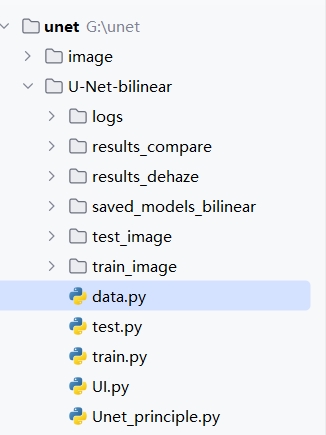 unet G:\unet
image
U-Net-bilinear
logs
results_compare
results_dehaze
saved_models_bilinear
test_image
train_image
data.py
test.py
train.py
UI.py
Unet_principle.py